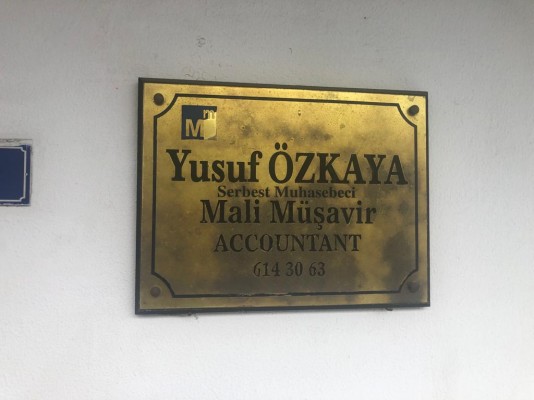 M
Yusuf ÖZKAYA
Serbest Muhasebeci
Mali Müşavir
ACCOUNTANT
614 30 63